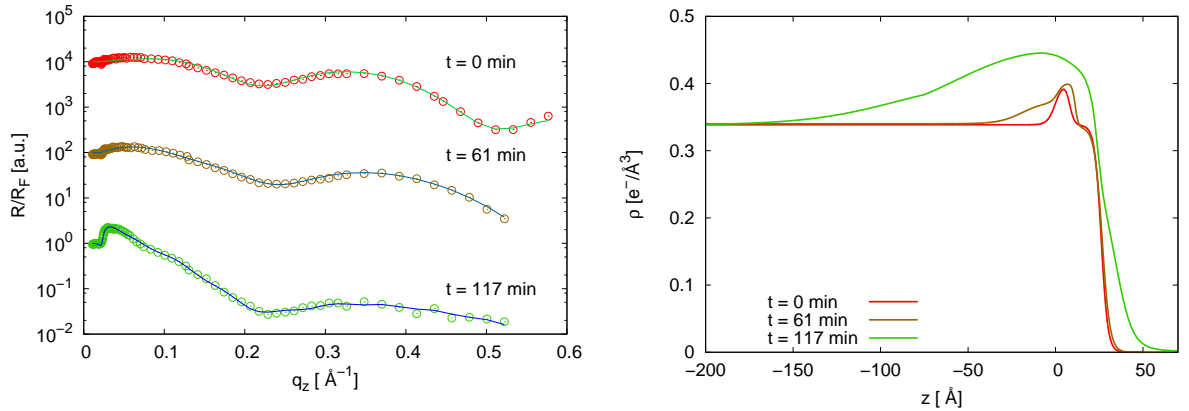 10^5
10^4
10^3
10^2
10^1
10^0
10^-1
10^-2
R/R_F [a.u.]
t = 0 min
t = 61 min
t = 117 min
0 0.1 0.2 0.3 0.4 0.5 0.6
q_z [ Å^-1]
0.5
0.4
0.3
0.2
0.1
0
ρ [e^-/Å^3]
t = 0 min
t = 61 min
t = 117 min
−200 −150 −100 −50 0 50
z [ Å]